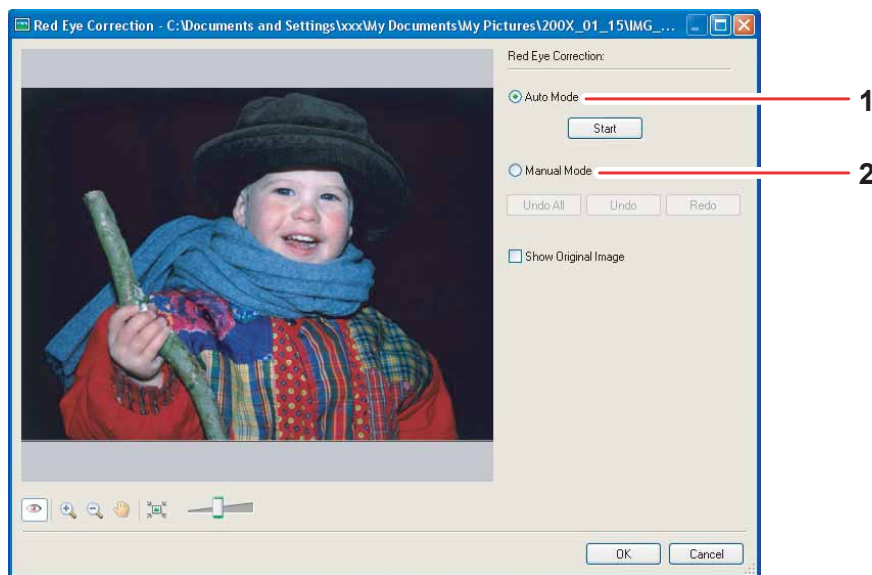 Red Eye Correction - C:\Documents and Settings\xxx\My Documents\My Pictures\200X_01_15\IMG_...
Red Eye Correction:
Auto Mode
1
Start
Manual Mode
2
Undo All Undo Redo
Show Original Image
OK Cancel